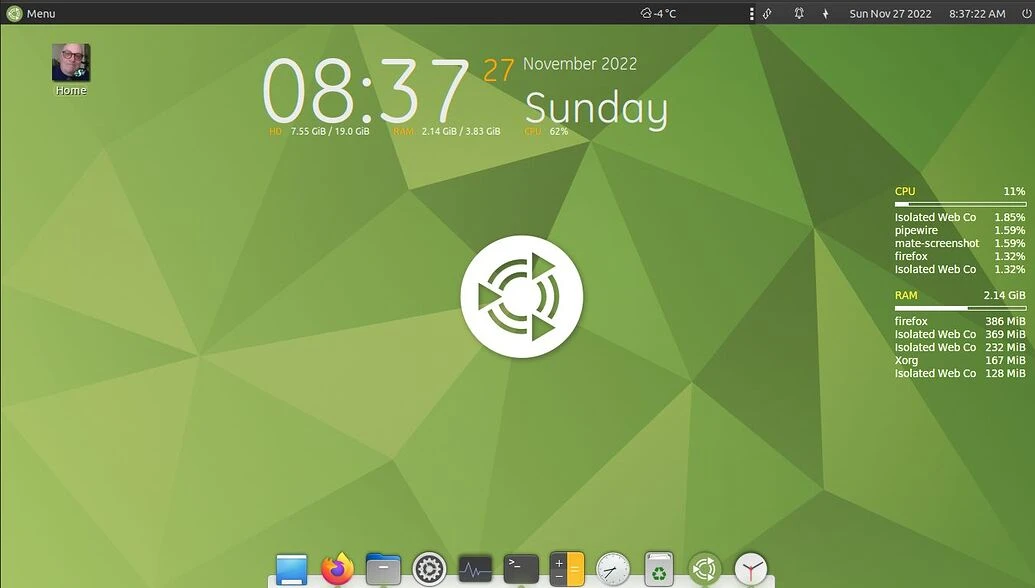 Menu
-4 °C
Sun Nov 27 2022
8:37:22 AM
Home
08:37
27
November 2022
Sunday
HD 7.55 GiB / 19.0 GiB RAM 2.14 GiB / 3.83 GiB CPU 62%
CPU 11%
Isolated Web Co 1.85%
pipewire 1.59%
mate-screenshot 1.59%
firefox 1.32%
Isolated Web Co 1.32%
RAM 2.14 GiB
firefox 386 MiB
Isolated Web Co 369 MiB
Isolated Web Co 232 MiB
Xorg 167 MiB
Isolated Web Co 128 MiB